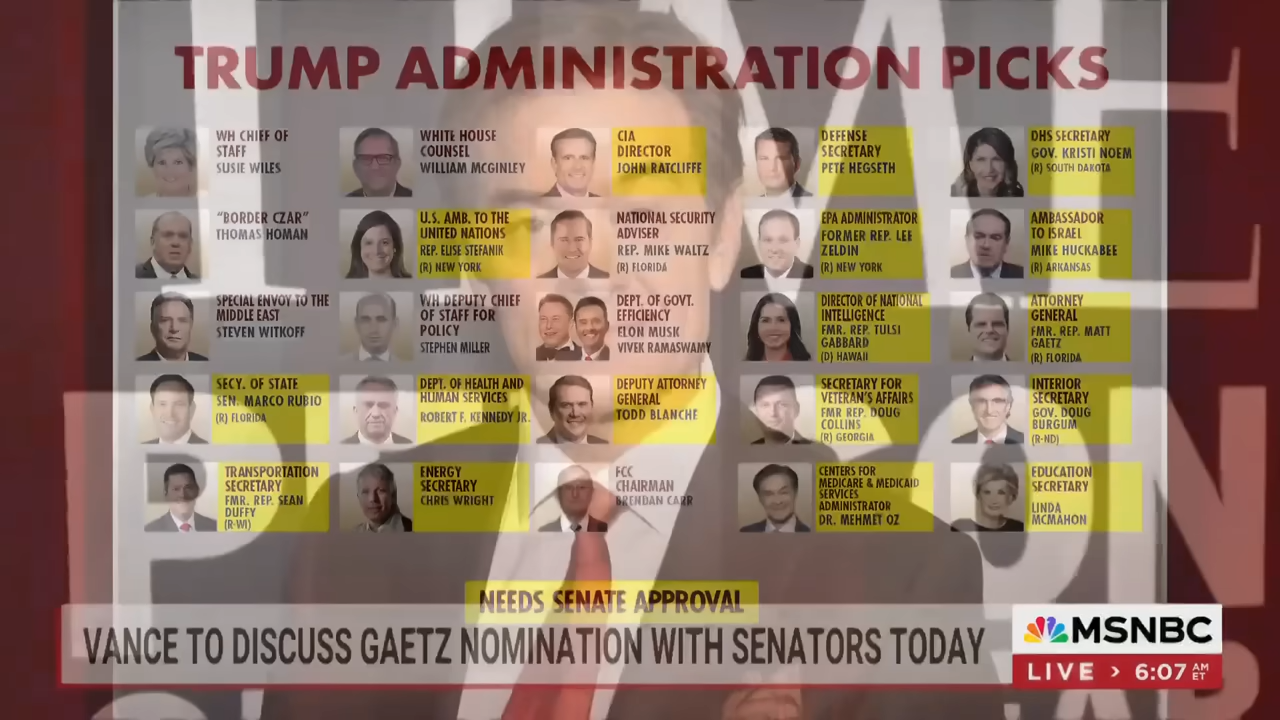 TRUMP ADMINISTRATION PICKS
WH CHIEF OF
STAFF
SUSIE WILES
WHITE HOUSE
COUNSEL
WILLIAM MCGINLEY
CIA
DIRECTOR
JOHN RATCLIFFE
DEFENSE
SECRETARY
PETE HEGSETH
DHS SECRETARY
GOV. KRISTI NOEM
(R) SOUTH DAKOTA
"BORDER CZAR"
THOMAS HOMAN
U.S. AMB. TO THE
UNITED NATIONS
REP. ELISE STEFANIK
(R) NEW YORK
NATIONAL SECURITY
ADVISER
REP. MIKE WALTZ
(R) FLORIDA
EPA ADMINISTRATOR
FORMER REP. LEE
ZELDIN
(R) NEW YORK
AMBASSADOR
TO ISRAEL
MIKE HUCKABEE
(R) ARKANSAS
SPECIAL ENVOY TO THE
MIDDLE EAST
STEVEN WITKOFF
WH DEPUTY CHIEF
OF STAFF FOR
POLICY
STEPHEN MILLER
DEPT. OF GOVT.
EFFICIENCY
ELON MUSK
VIVEK RAMASWAMY
DIRECTOR OF NATIONAL
INTELLIGENCE
FMR. REP. TULSI
GABBARD
(D) HAWAII
ATTORNEY
GENERAL
FMR. REP. MATT
GAETZ
(R) FLORIDA
SECY. OF STATE
SEN. MARCO RUBIO
(R) FLORIDA
DEPT. OF HEALTH AND
HUMAN SERVICES
ROBERT F. KENNEDY JR.
DEPUTY ATTORNEY
GENERAL
TODD BLANCHE
SECRETARY FOR
VETERAN'S AFFAIRS
FMR REP. DOUG
COLLINS
(R) GEORGIA
INTERIOR
SECRETARY
GOV. DOUG
BURGUM
(R-ND)
TRANSPORTATION
SECRETARY
FMR. REP. SEAN
DUFFY
(R-WI)
ENERGY
SECRETARY
CHRIS WRIGHT
FCC
CHAIRMAN
BRENDAN CARR
CENTERS FOR
MEDICARE & MEDICAID
SERVICES
ADMINISTRATOR
DR. MEHMET OZ
EDUCATION
SECRETARY
LINDA
MCMAHON
NEEDS SENATE APPROVAL
VANCE TO DISCUSS GAETZ NOMINATION WITH SENATORS TODAY
MSNBC
LIVE > 6:07 AM ET